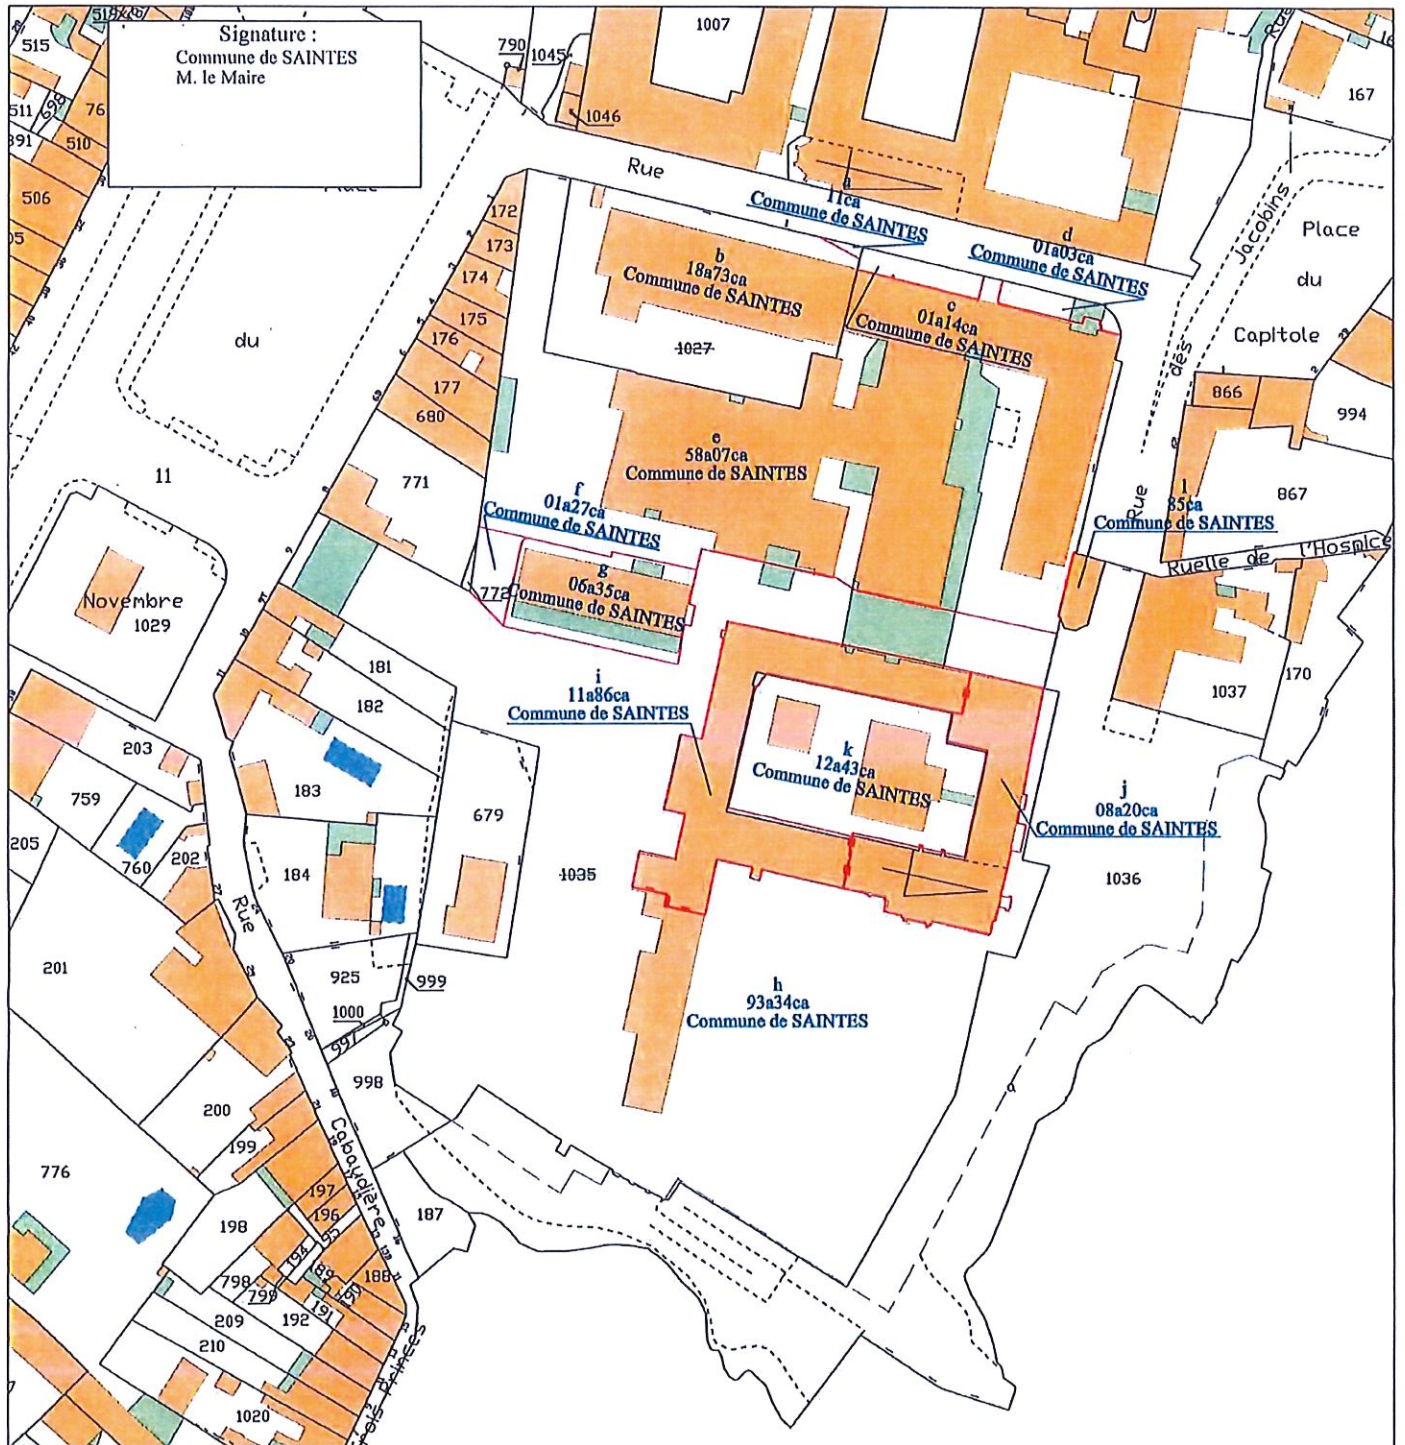 Signature :
Commune de SAINTES
M. le Maire
515
511
698
76
510
506
790
1045
1046
1007
167
Rue
a
11ca
Commune de SAINTES
d
01a03ca
Commune de SAINTES
Rue des Jacobins
Place
du
Capitole
172
173
174
175
176
177
680
771
b
18a73ca
Commune de SAINTES
c
01a14ca
Commune de SAINTES
1027
du
11
Novembre
1029
866
994
867
e
58a07ca
Commune de SAINTES
f
01a27ca
Commune de SAINTES
l
85ca
Commune de SAINTES
Ruelle de l'Hospice
772
g
06a35ca
Commune de SAINTES
i
11a86ca
Commune de SAINTES
181
182
183
184
1037
170
203
759
760
202
205
679
k
12a43ca
Commune de SAINTES
j
08a20ca
Commune de SAINTES
1035
1036
201
925
999
1000
997
998
h
93a34ca
Commune de SAINTES
Rue
Cabaudière
200
199
776
197
196
198
194
187
188
798
799
189
190
191
192
209
210
1020